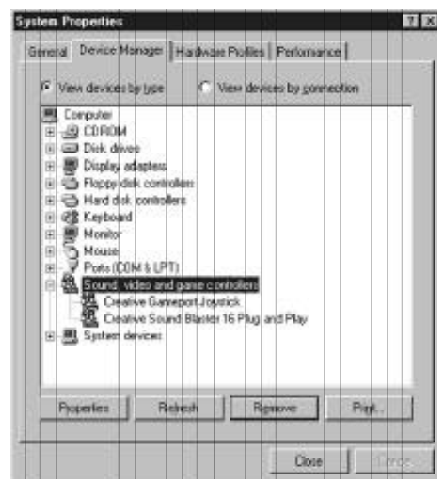 System Properties
General Device Manager Hardware Profiles Performance
View devices by type View devices by connection
Computer
CDROM
Disk drives
Display adapters
Floppy disk controllers
Hard disk controllers
Keyboard
Monitor
Mouse
Ports (COM & LPT)
Sound, video and game controllers
Creative Gameport Joystick
Creative Sound Blaster 16 Plug and Play
System devices
Properties Refresh Remove Print...
Close Cancel